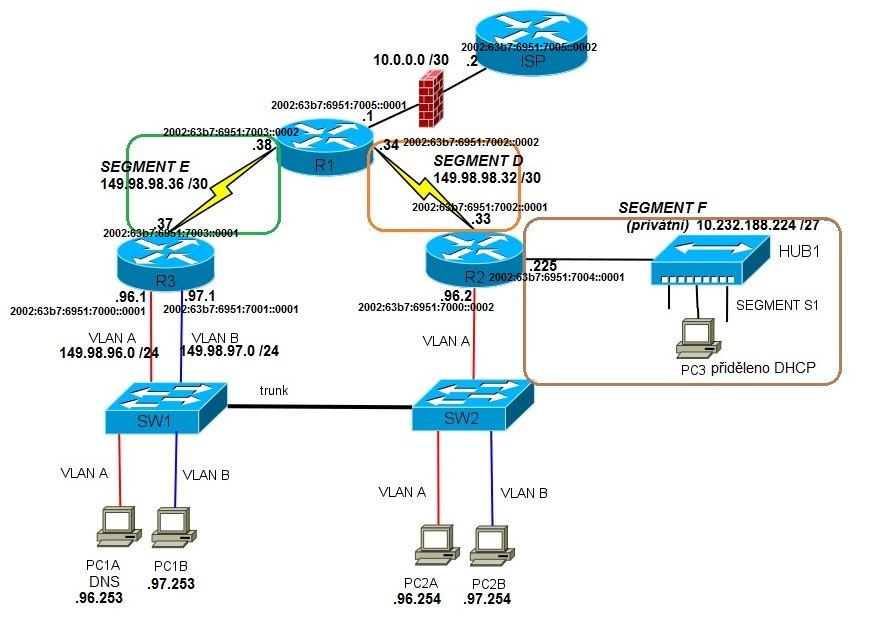 2002:63b7:6951:7005::0002
ISP
10.0.0.0 /30
.2
2002:63b7:6951:7005::0001
.1
2002:63b7:6951:7003::0002
.38
R1
.34
2002:63b7:6951:7002::0002
SEGMENT E
149.98.98.36 /30
SEGMENT D
149.98.98.32 /30
2002:63b7:6951:7002::0001
.37
.33
2002:63b7:6951:7003::0001
SEGMENT F
(privátní) 10.232.188.224 /27
HUB1
R3
R2
.225
2002:63b7:6951:7004::0001
.96.1
.97.1
.96.2
2002:63b7:6951:7000::0001
2002:63b7:6951:7001::0001
2002:63b7:6951:7000::0002
SEGMENT S1
VLAN A
VLAN B
VLAN A
149.98.96.0 /24
149.98.97.0 /24
PC3 přiděleno DHCP
trunk
SW1
SW2
VLAN A
VLAN B
VLAN A
VLAN B
PC1A
DNS
.96.253
PC1B
.97.253
PC2A
.96.254
PC2B
.97.254